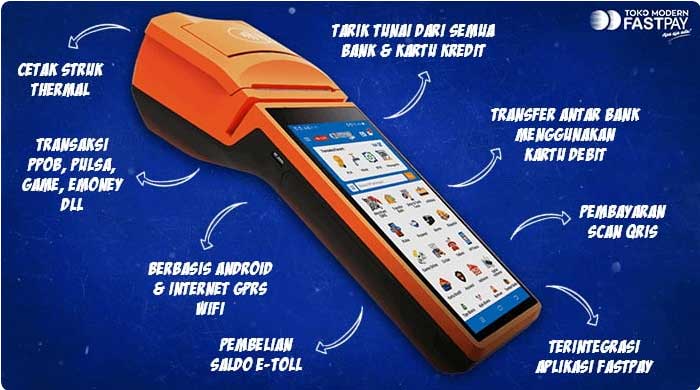 TOKO MODERN
FASTPAY
CETAK STRUK
THERMAL
TARIK TUNAI DARI SEMUA
BANK & KARTU KREDIT
TRANSAKSI
PPOB, PULSA,
GAME, EMONEY
DLL
TRANSFER ANTAR BANK
MENGGUNAKAN
KARTU DEBIT
PEMBAYARAN
SCAN QRIS
BERBASIS ANDROID
& INTERNET GPRS
WIFI
PEMBELIAN
SALDO E-TOLL
TERINTEGRASI
APLIKASI FASTPAY